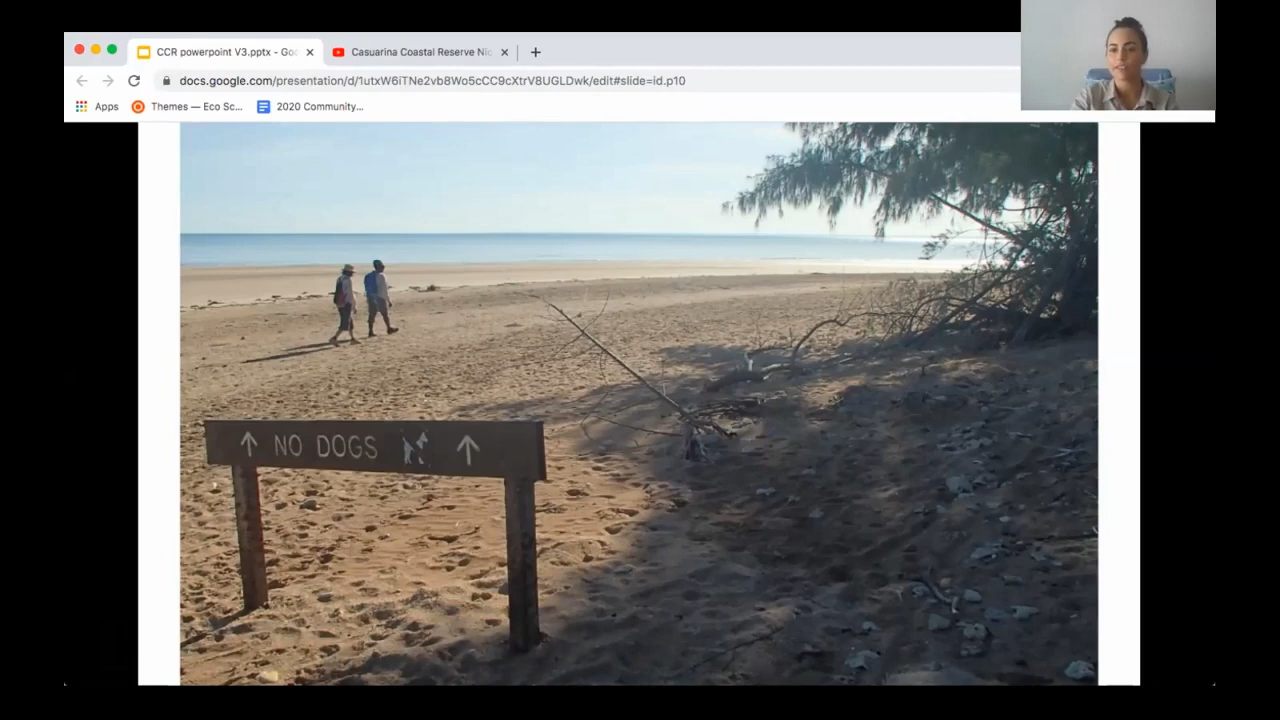 CCR powerpoint V3.pptx - Goo
Casuarina Coastal Reserve Nic
docs.google.com/presentation/d/1utxW6iTNe2vb8Wo5cCC9cXtrV8UGLDwk/edit#slide=id.p10
Apps
Themes — Eco Sc...
2020 Community...
↑ NO DOGS ↑